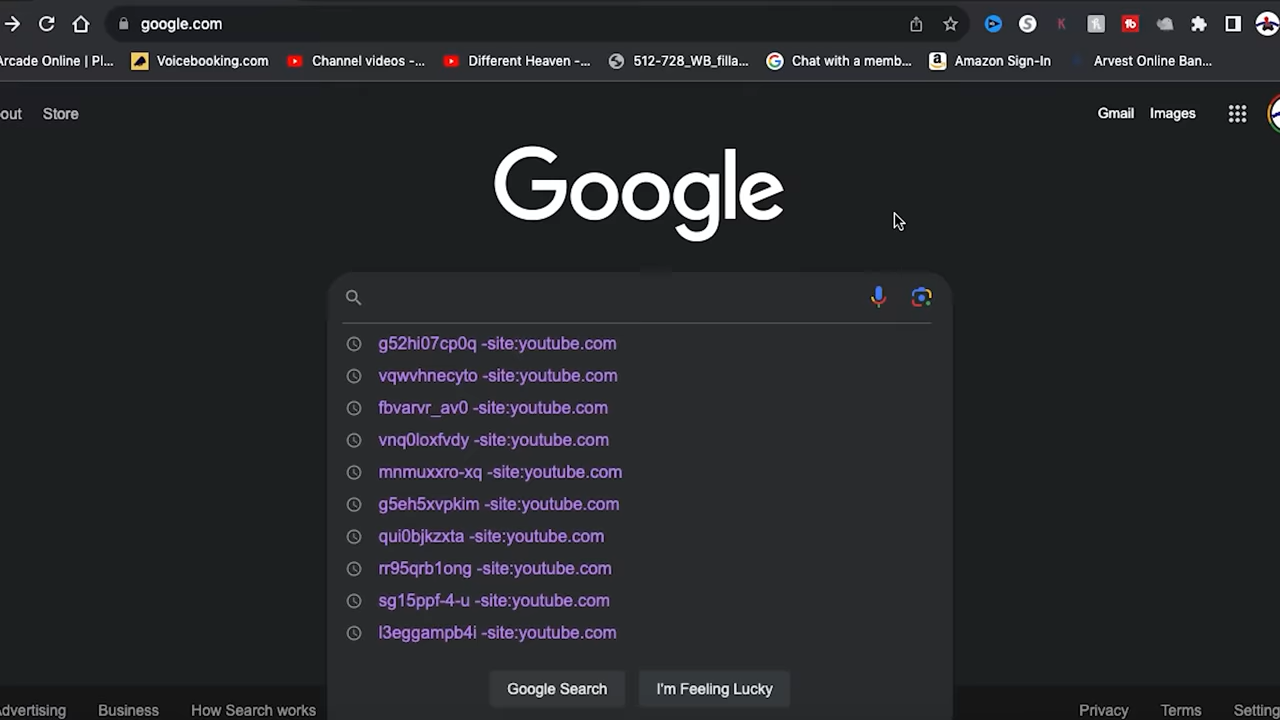 google.com
Arcade Online | Pl...
Voicebooking.com
Channel videos -...
Different Heaven -...
512-728_WB_filla...
Chat with a memb...
Amazon Sign-In
Arvest Online Ban...
out
Store
Gmail
Images
Google
g52hi07cp0q -site:youtube.com
vqwvhnecyto -site:youtube.com
fbvarvr_av0 -site:youtube.com
vnq0loxfvdy -site:youtube.com
mnmuxxro-xq -site:youtube.com
g5eh5xvpkim -site:youtube.com
qui0bjkzxta -site:youtube.com
rr95qrb1ong -site:youtube.com
sg15ppf-4-u -site:youtube.com
l3eggampb4i -site:youtube.com
Google Search
I'm Feeling Lucky
Advertising
Business
How Search works
Privacy
Terms
Setting